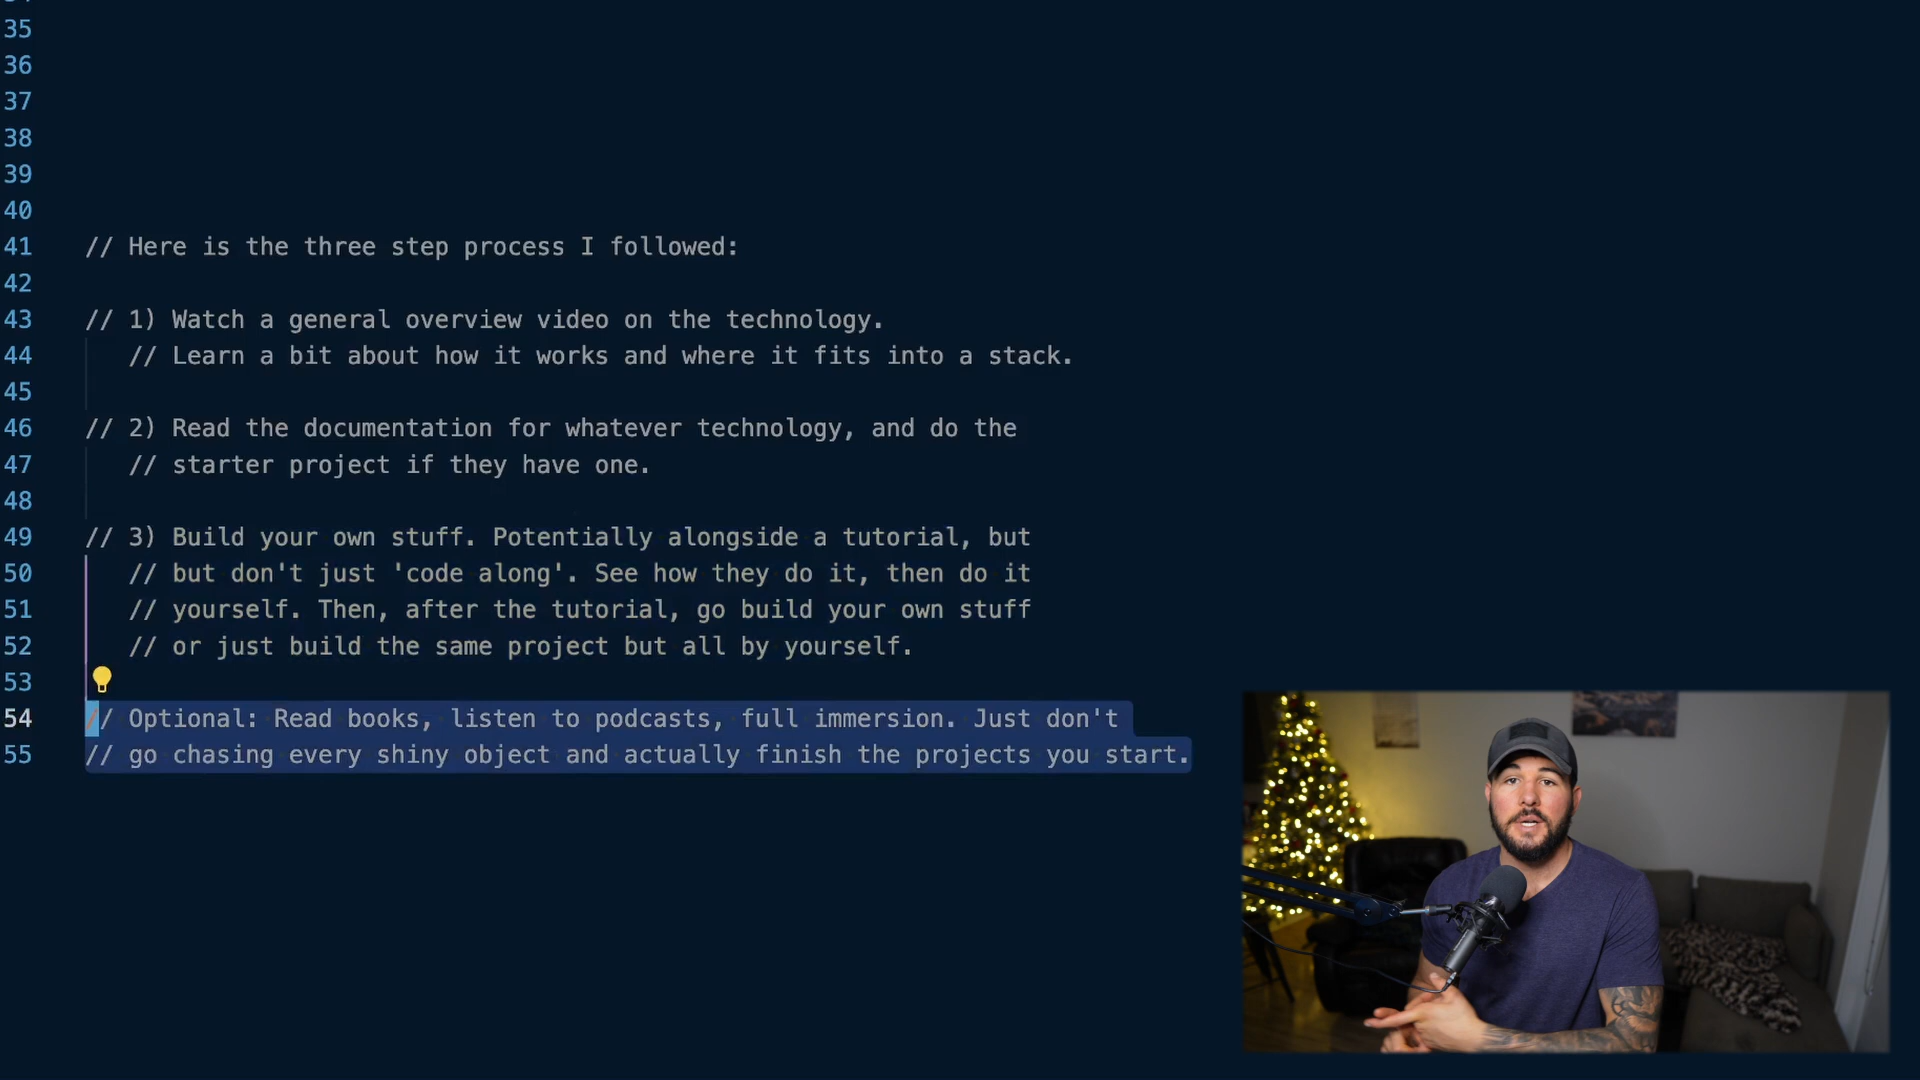 35
36
37
38
39
40
41 // Here is the three step process I followed:
42
43 // 1) Watch a general overview video on the technology.
44 // Learn a bit about how it works and where it fits into a stack.
45
46 // 2) Read the documentation for whatever technology, and do the
47 // starter project if they have one.
48
49 // 3) Build your own stuff. Potentially alongside a tutorial, but
50 // but don't just 'code along'. See how they do it, then do it
51 // yourself. Then, after the tutorial, go build your own stuff
52 // or just build the same project but all by yourself.
53
54 // Optional: Read books, listen to podcasts, full immersion. Just don't
55 // go chasing every shiny object and actually finish the projects you start.